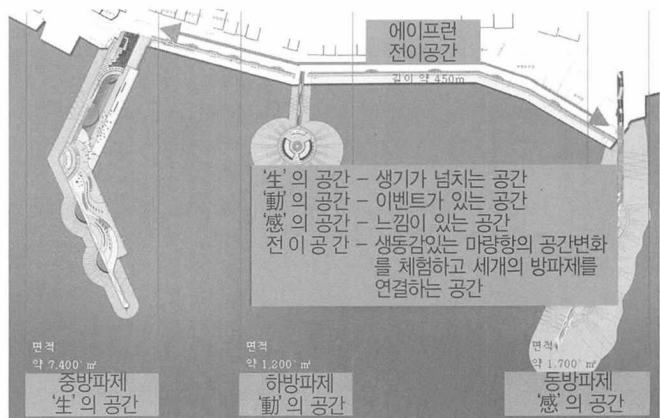 에이프런
전이공간
길이 약 450m
'生'의 공간 – 생기가 넘치는 공간
'動'의 공간 – 이벤트가 있는 공간
'感'의 공간 – 느낌이 있는 공간
전이공간 – 생동감있는 마량항의 공간변화
를 체험하고 세개의 방파제를
연결하는 공간
면적
약 7.400㎡
중방파제
'生'의 공간
면적
약 1.200㎡
하방파제
'動'의 공간
면적
약 1.700㎡
동방파제
'感'의 공간